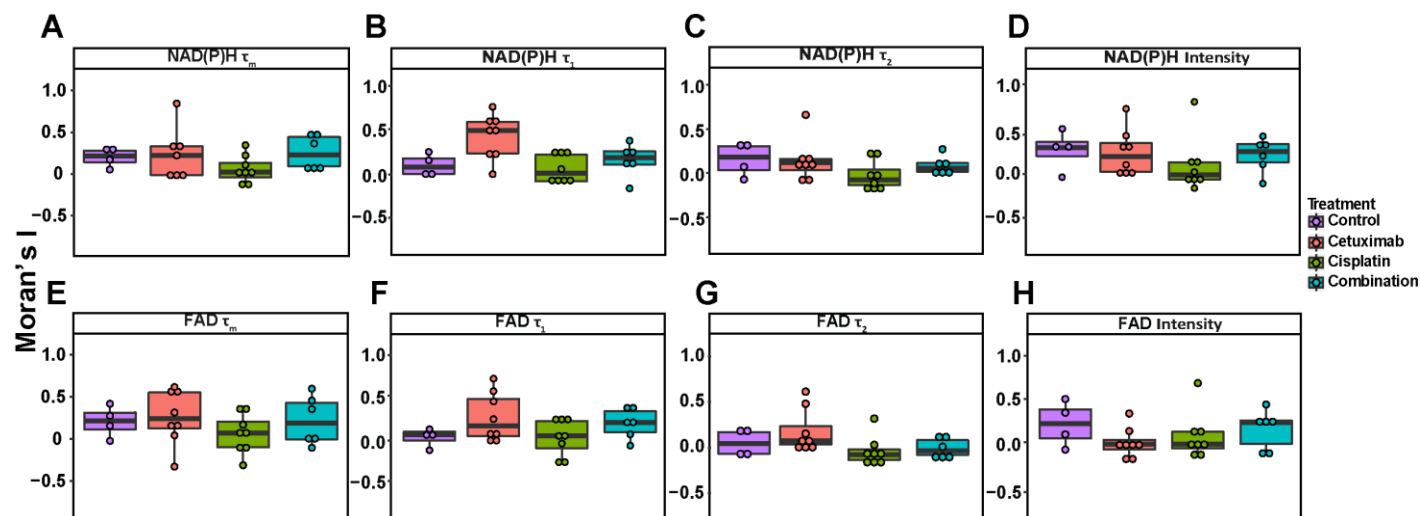 A B C D
NAD(P)H τm NAD(P)H τ1 NAD(P)H τ2 NAD(P)H Intensity
1.0 1.0 1.0 1.0
0.5 0.5 0.5 0.5
0 0 0 0.0
−0.5 −0.5 −0.5 −0.5
Moran's I
Treatment
Control
Cetuximab
Cisplatin
Combination
E F G H
FAD τm FAD τ1 FAD τ2 FAD Intensity
1.0 1.0 1.0 1.0
0.5 0.5 0.5 0.5
0 0.0 0.0 0.0
−0.5 −0.5 −0.5 −0.5